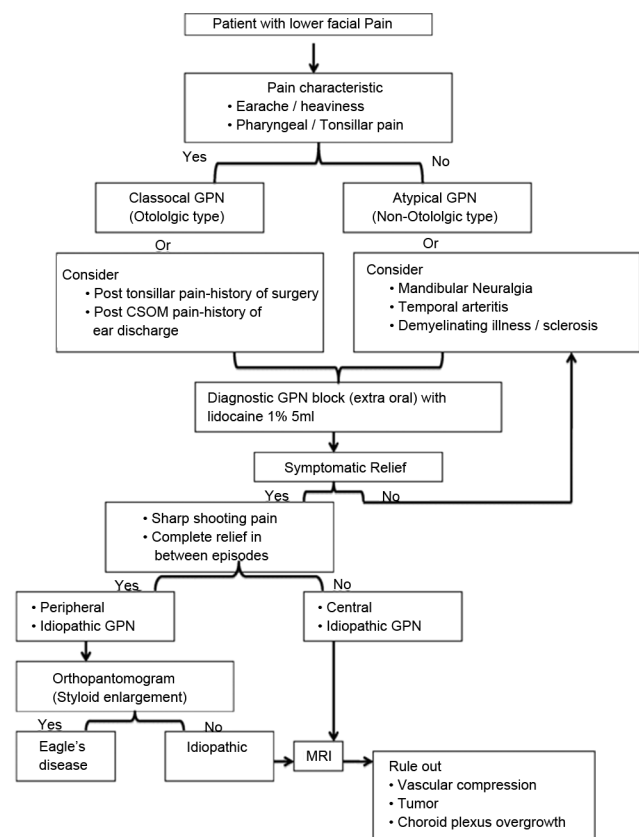 Patient with lower facial Pain
Pain characteristic
• Earache / heaviness
• Pharyngeal / Tonsillar pain
Yes
No
Classocal GPN
(Otololgic type)
Atypical GPN
(Non-Otololgic type)
Or
Or
Consider
• Post tonsillar pain-history of surgery
• Post CSOM pain-history of
ear discharge
Consider
• Mandibular Neuralgia
• Temporal arteritis
• Demyelinating illness / sclerosis
Diagnostic GPN block (extra oral) with
lidocaine 1% 5ml
Symptomatic Relief
Yes
No
• Sharp shooting pain
• Complete relief in
between episodes
Yes
No
• Peripheral
• Idiopathic GPN
• Central
• Idiopathic GPN
Orthopantomogram
(Styloid enlargement)
Yes
No
Eagle's
disease
Idiopathic
MRI
Rule out
• Vascular compression
• Tumor
• Choroid plexus overgrowth